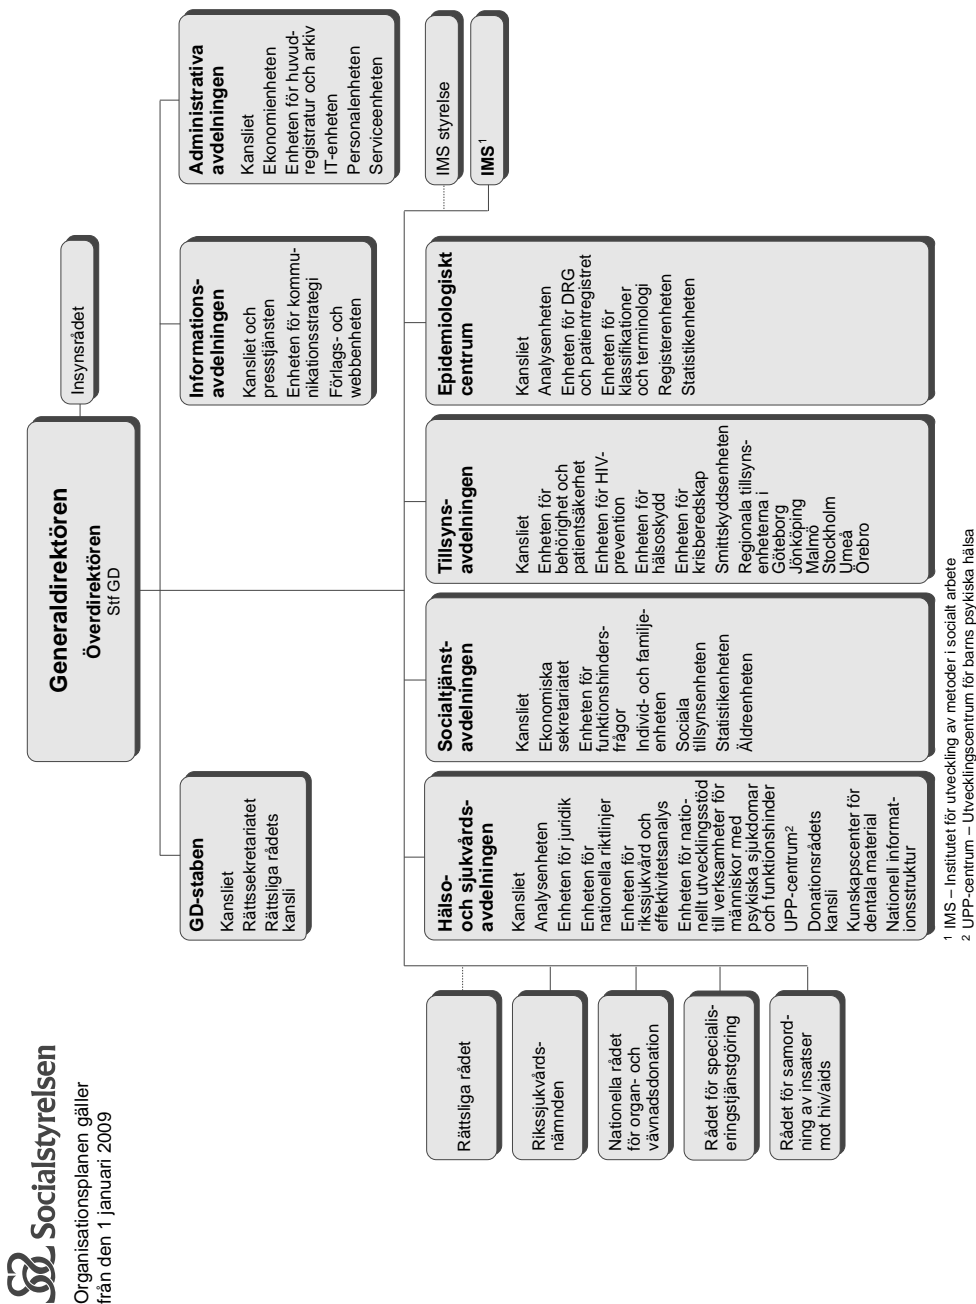 Socialstyrelsen
Organisationsplanen gäller
från den 1 januari 2009
Generaldirektören
Överdirektören
Stf GD
Insynsrådet
GD-staben
Kansliet
Rättssekretariatet
Rättsliga rådets
kansli
Informations-
avdelningen
Kansliet och
presstjänsten
Enheten för kommu-
nikationsstrategi
Förlags- och
webbenheten
Administrativa
avdelningen
Kansliet
Ekonomienheten
Enheten för huvud-
registratur och arkiv
IT-enheten
Personalenheten
Serviceenheten
Rättsliga rådet
Rikssjukvårds-
nämnden
Nationella rådet
för organ- och
vävnadsdonation
Rådet för specialis-
eringstjänstgöring
Rådet för samord-
ning av insatser
mot hiv/aids
Hälso-
och sjukvårds-
avdelningen
Kansliet
Analysenheten
Enheten för juridik
Enheten för
nationella riktlinjer
Enheten för
rikssjukvård och
effektivitetsanalys
Enheten för natio-
nellt utvecklingsstöd
till verksamheter för
människor med
psykiska sjukdomar
och funktionshinder
UPP-centrum²
Donationsrådets
kansli
Kunskapscenter för
dentala material
Nationell informat-
ionsstruktur
Socialtjänst-
avdelningen
Kansliet
Ekonomiska
sekretariatet
Enheten för
funktionshinders-
frågor
Individ- och familje-
enheten
Sociala
tillsynsenheten
Statistikenheten
Äldreenheten
Tillsyns-
avdelningen
Kansliet
Enheten för
behörighet och
patientsäkerhet
Enheten för HIV-
prevention
Enheten för
hälsoskydd
Enheten för
krisberedskap
Smittskyddsenheten
Regionala tillsyns-
enheterna i
Göteborg
Jönköping
Malmö
Stockholm
Umeå
Örebro
Epidemiologiskt
centrum
Kansliet
Analysenheten
Enheten för DRG
och patientregistret
Enheten för
klassifikationer
och terminologi
Registerenheten
Statistikenheten
IMS styrelse
IMS¹
¹ IMS – Institutet för utveckling av metoder i socialt arbete
² UPP-centrum – Utvecklingscentrum för barns psykiska hälsa